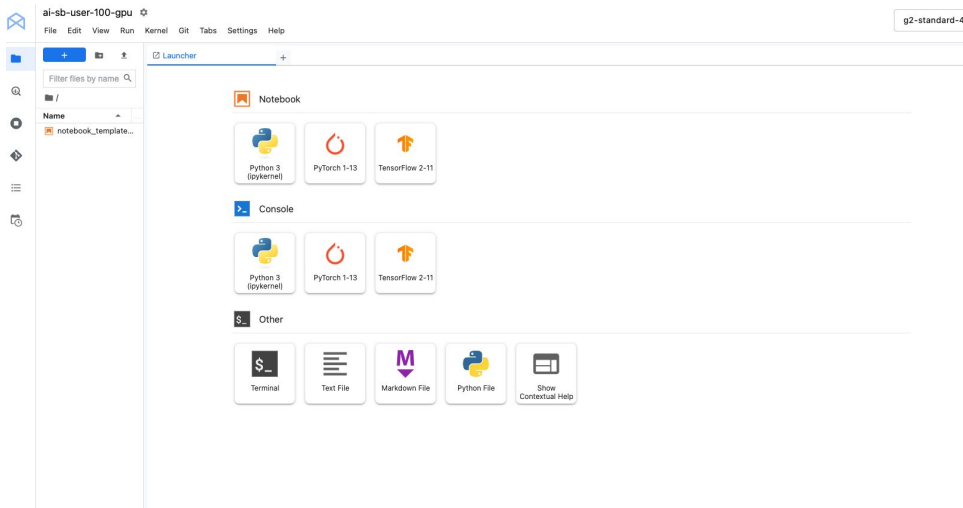 ai-sb-user-100-gpu
g2-standard-4
File Edit View Run Kernel Git Tabs Settings Help
+
Launcher
+
Filter files by name
/
Name
notebook_template...
Notebook
Python 3
(ipykernel)
PyTorch 1-13
TensorFlow 2-11
>_
Console
Python 3
(ipykernel)
PyTorch 1-13
TensorFlow 2-11
$_
Other
$_
Terminal
Text File
M
Markdown File
Python File
Show
Contextual Help